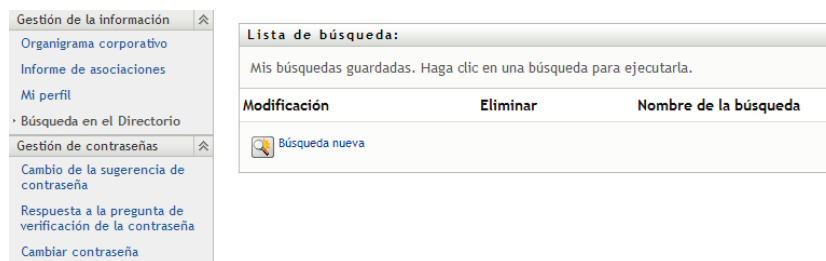 Gestión de la información
Organigrama corporativo
Informe de asociaciones
Mi perfil
Búsqueda en el Directorio
Gestión de contraseñas
Cambio de la sugerencia de
contraseña
Respuesta a la pregunta de
verificación de la contraseña
Cambiar contraseña
Lista de búsqueda:
Mis búsquedas guardadas. Haga clic en una búsqueda para ejecutarla.
Modificación Eliminar Nombre de la búsqueda
Búsqueda nueva